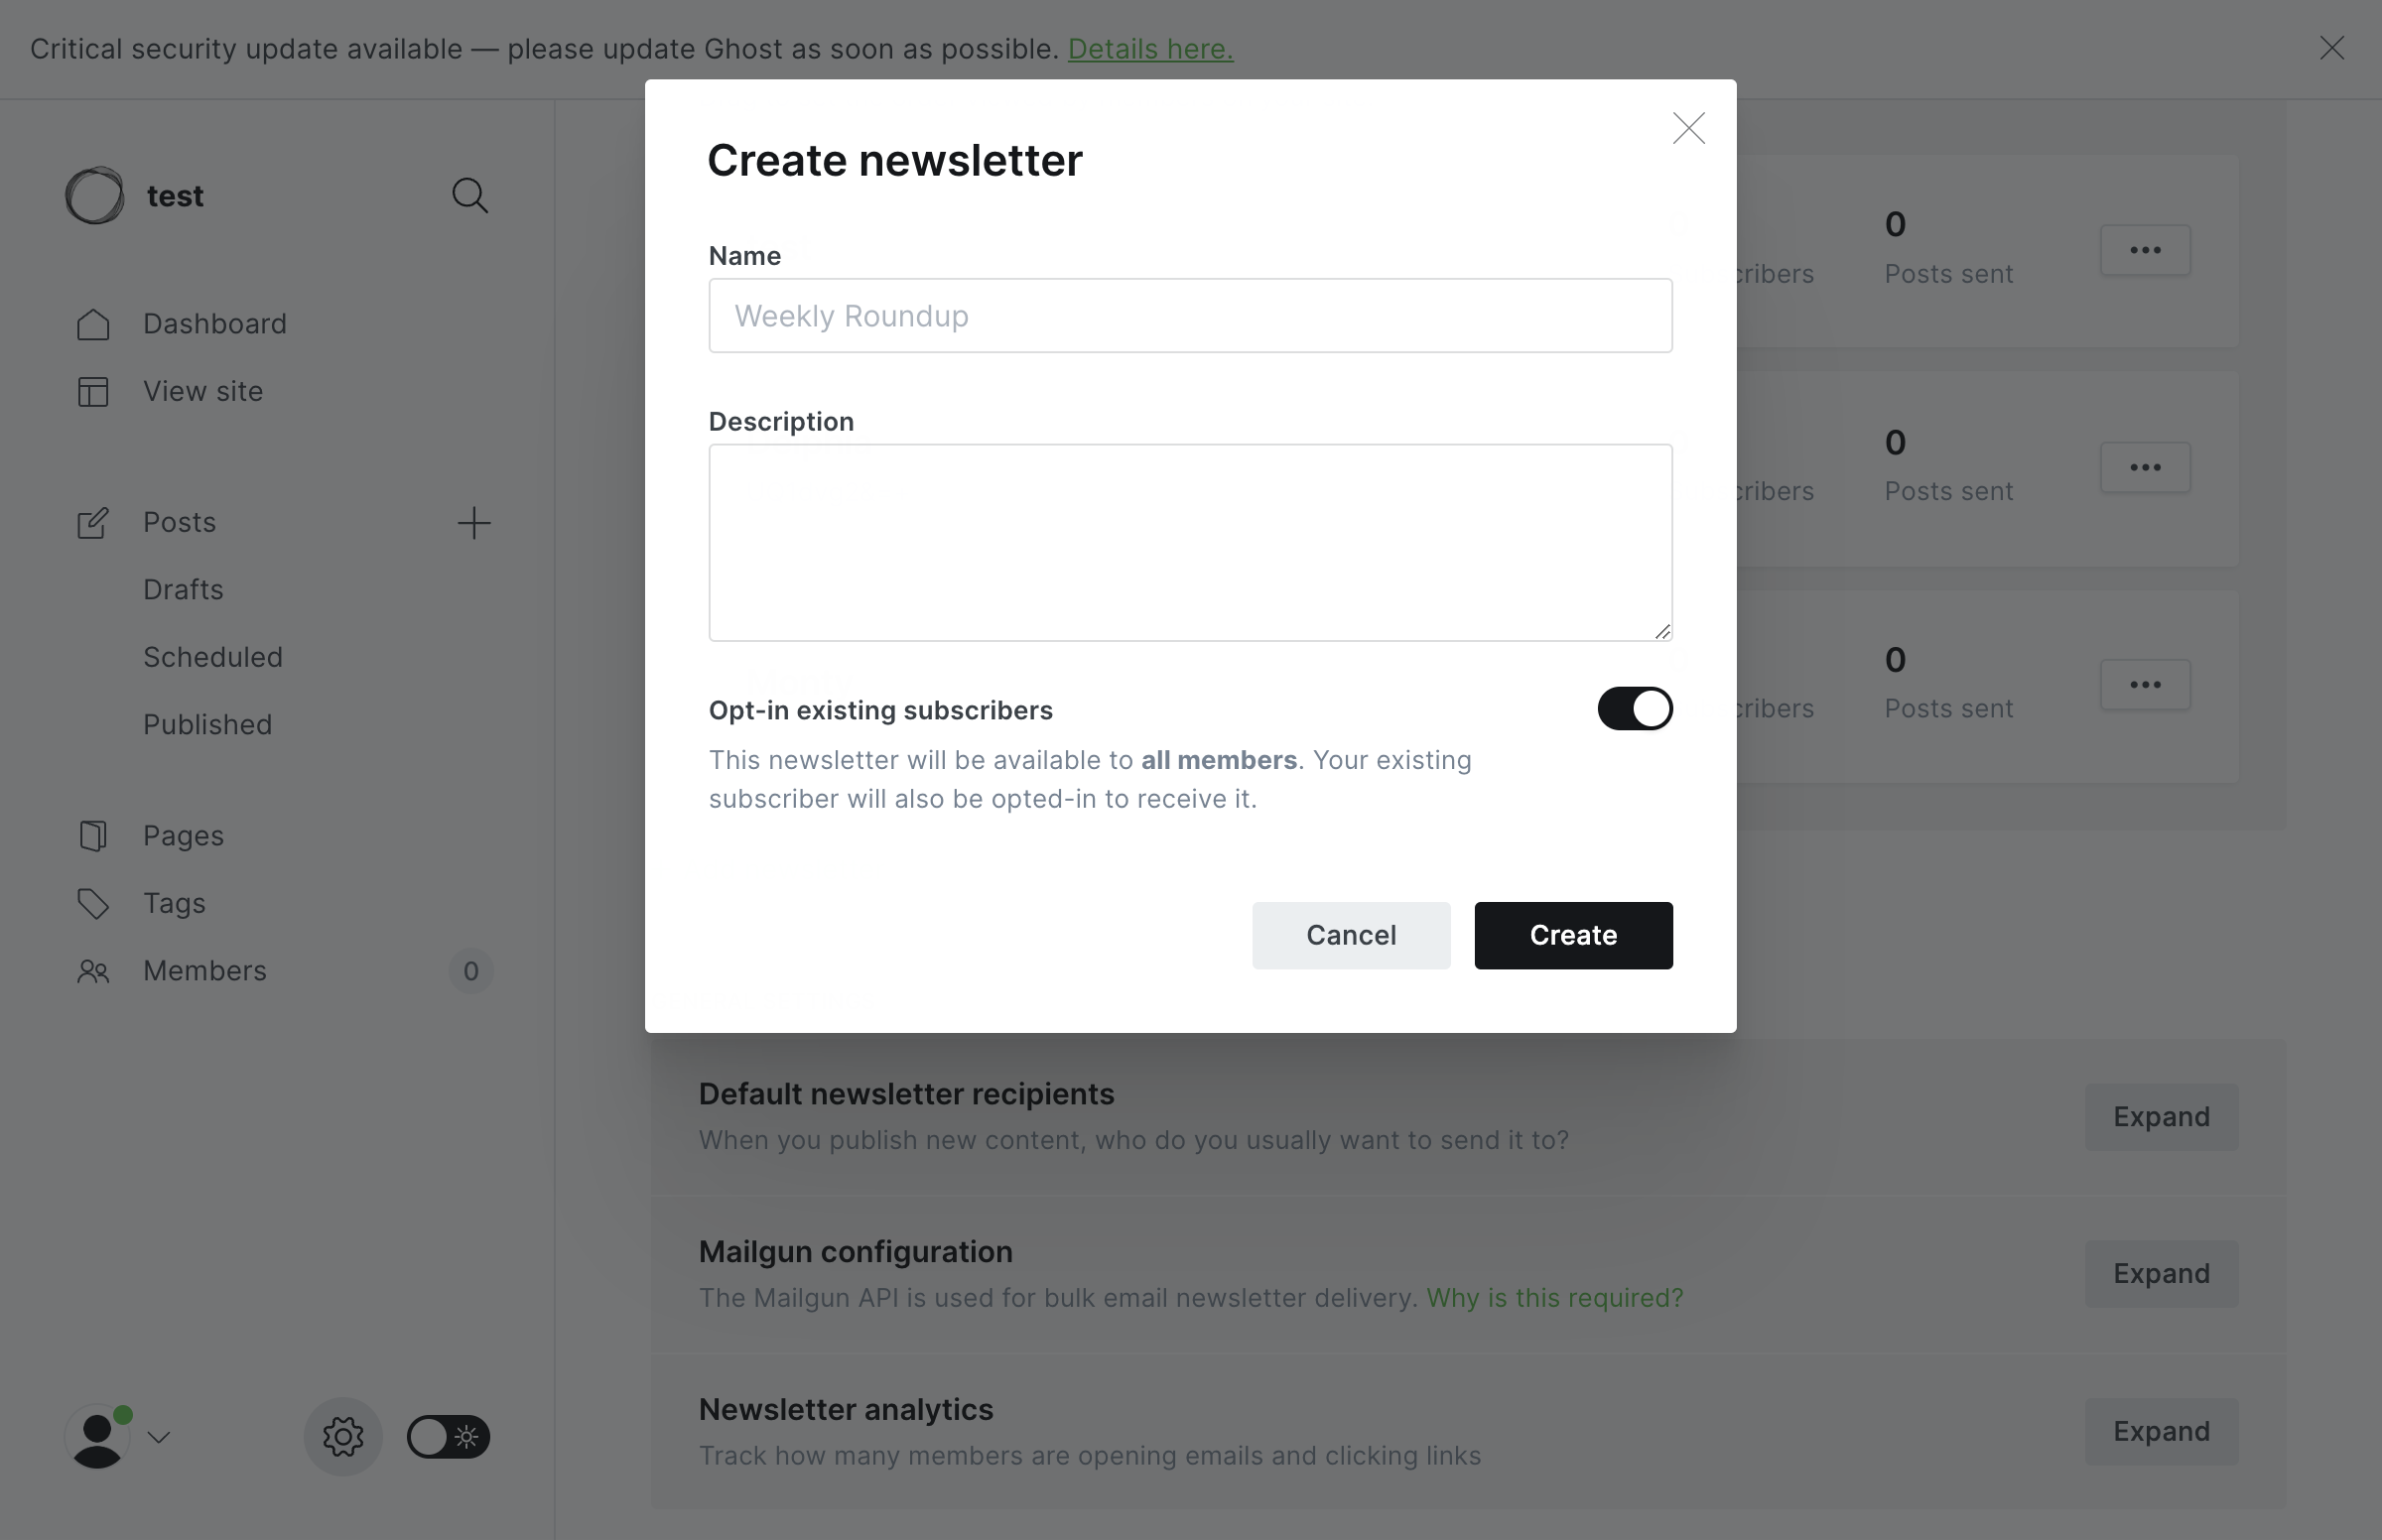 Critical security update available — please update Ghost as soon as possible. Details here.
test
Dashboard
View site
Posts
Drafts
Scheduled
Published
Pages
Tags
Members
0
Create newsletter
Name
Weekly Roundup
Description
Opt-in existing subscribers
This newsletter will be available to all members. Your existing
subscriber will also be opted-in to receive it.
Cancel
Create
0
Posts sent
0
Posts sent
0
Posts sent
Default newsletter recipients
When you publish new content, who do you usually want to send it to?
Expand
Mailgun configuration
The Mailgun API is used for bulk email newsletter delivery. Why is this required?
Expand
Newsletter analytics
Track how many members are opening emails and clicking links
Expand